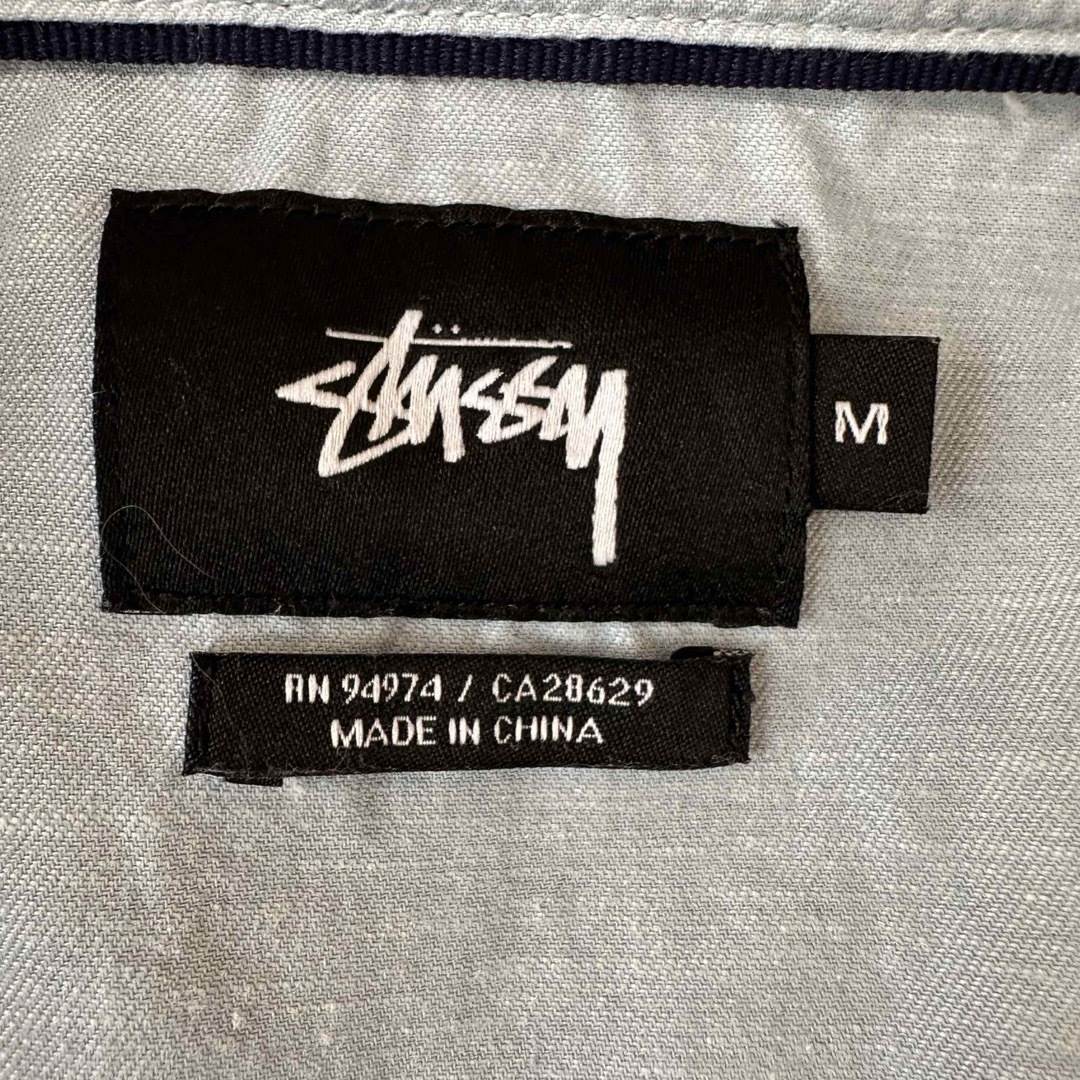 Stüssy
M
RN 94974 / CA28629
MADE IN CHINA